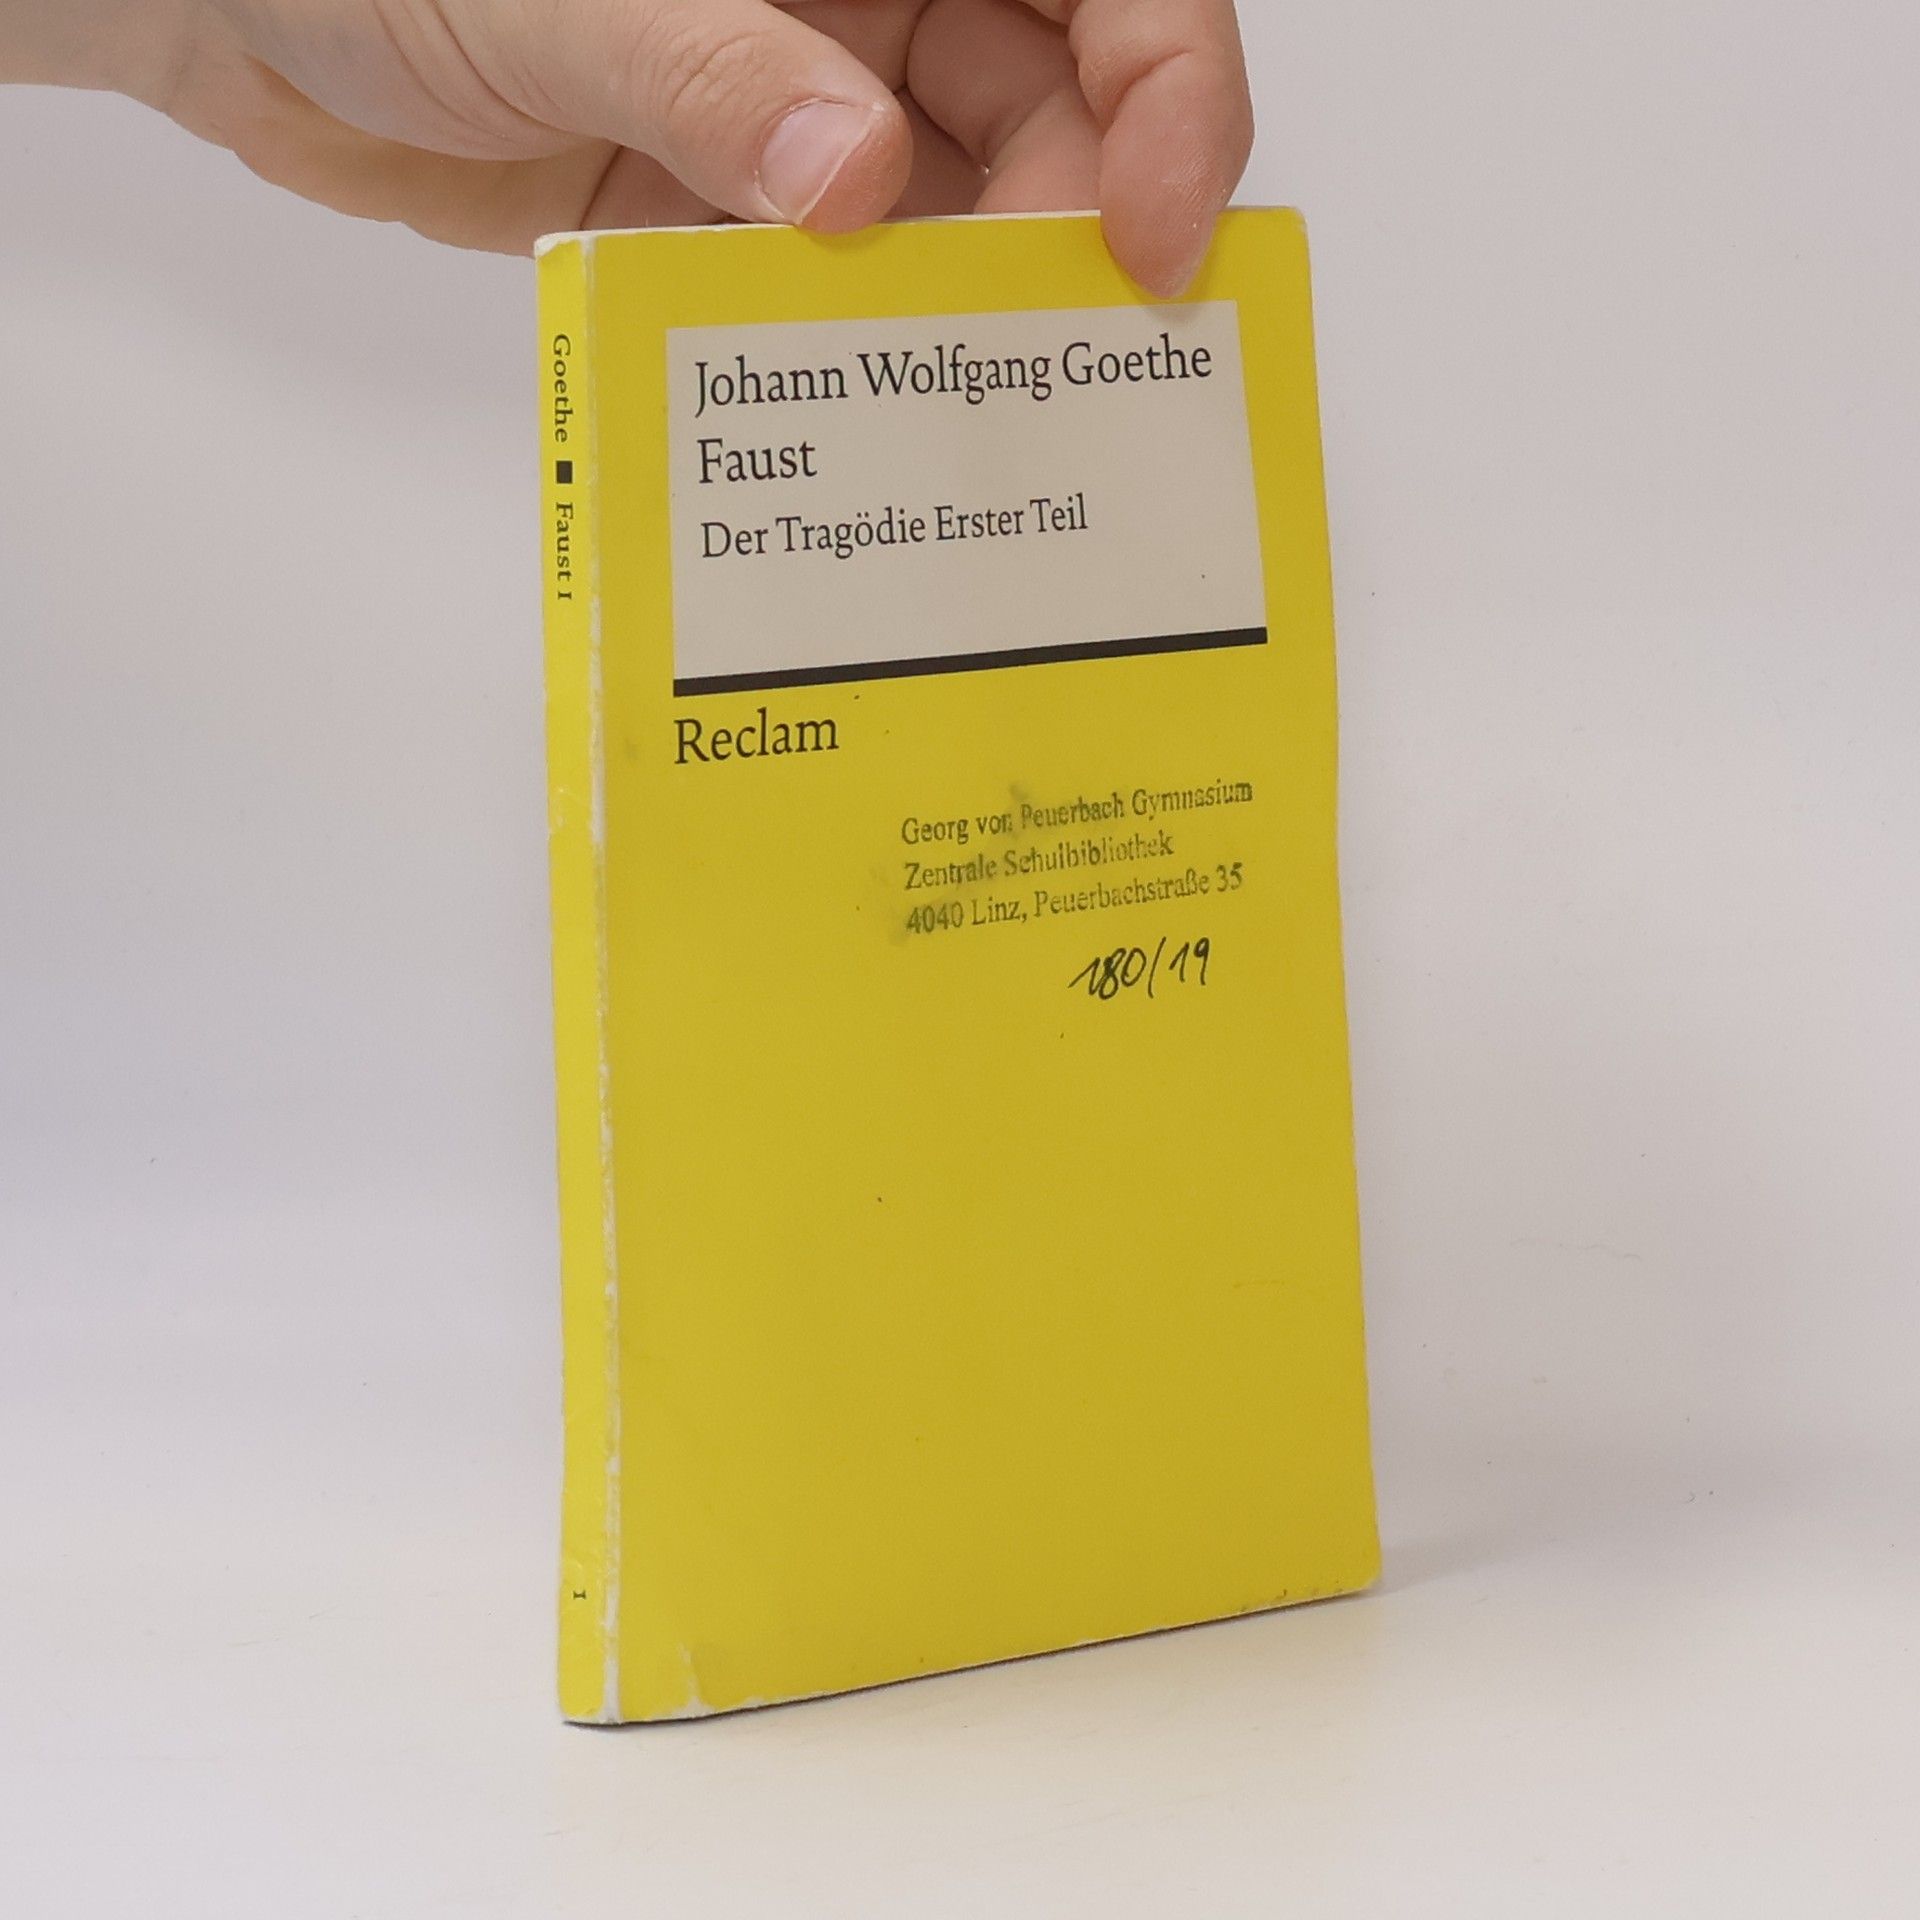 Johann Wolfgang Goethe
Faust
Der Tragödie Erster Teil
Reclam
Georg von Peuerbach Gymnasium
Zentrale Schulbibliothek
4040 Linz, Peuerbachstraße 35
180/19
Goethe ■ Faust I
1